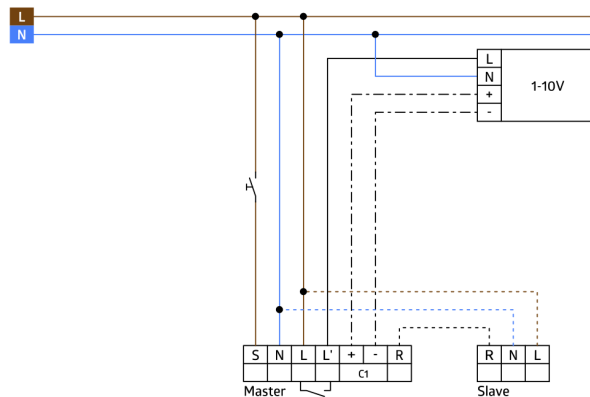 L
N
L
N
+
-
1-10V
S N L L' + - R
C1
R N L
Master
Slave